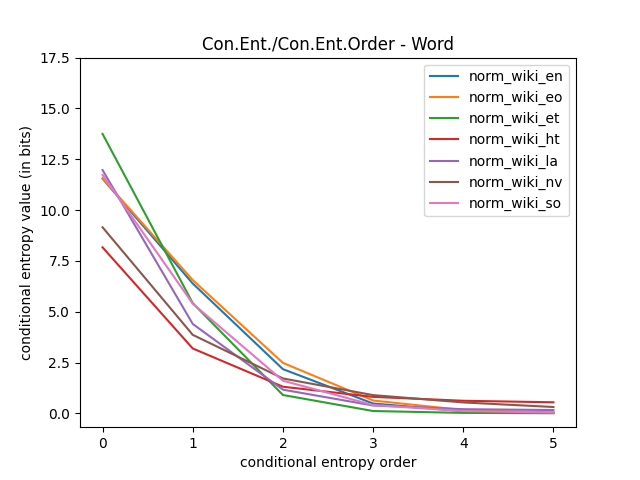 Con.Ent./Con.Ent.Order - Word
conditional entropy value (in bits)
17.5
15.0
12.5
10.0
7.5
5.0
2.5
0.0
norm_wiki_en
norm_wiki_eo
norm_wiki_et
norm_wiki_ht
norm_wiki_la
norm_wiki_nv
norm_wiki_so
0 1 2 3 4 5
conditional entropy order